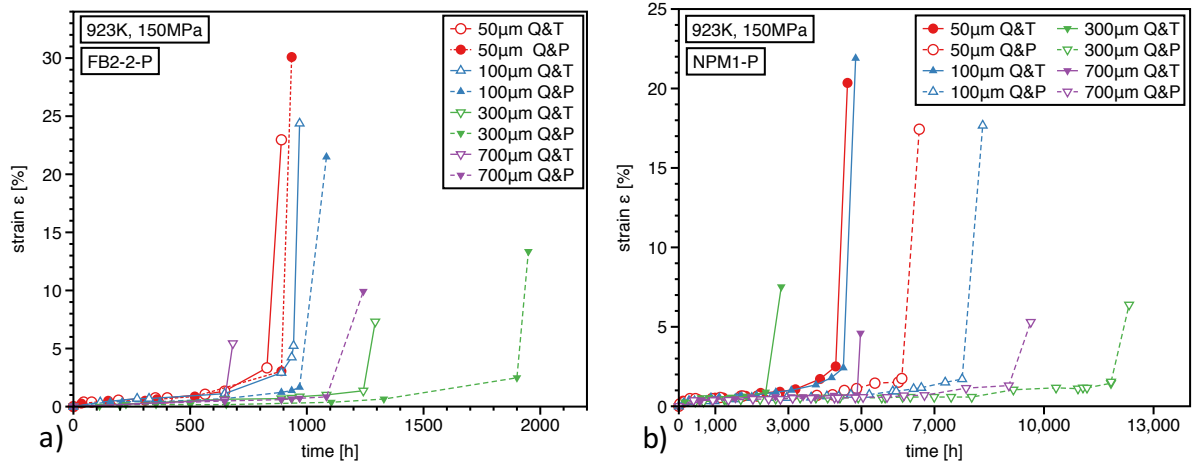 923K, 150MPa
FB2-2-P
50μm Q&T
50μm Q&P
100μm Q&T
100μm Q&P
300μm Q&T
300μm Q&P
700μm Q&T
700μm Q&P
strain ε [%]
30
25
20
15
10
5
0
0
500
1000
1500
2000
time [h]
a)
923K, 150MPa
NPM1-P
50μm Q&T
50μm Q&P
100μm Q&T
100μm Q&P
300μm Q&T
300μm Q&P
700μm Q&T
700μm Q&P
strain ε [%]
25
20
15
10
5
0
0
1,000
3,000
5,000
7,000
10,000
13,000
time [h]
b)